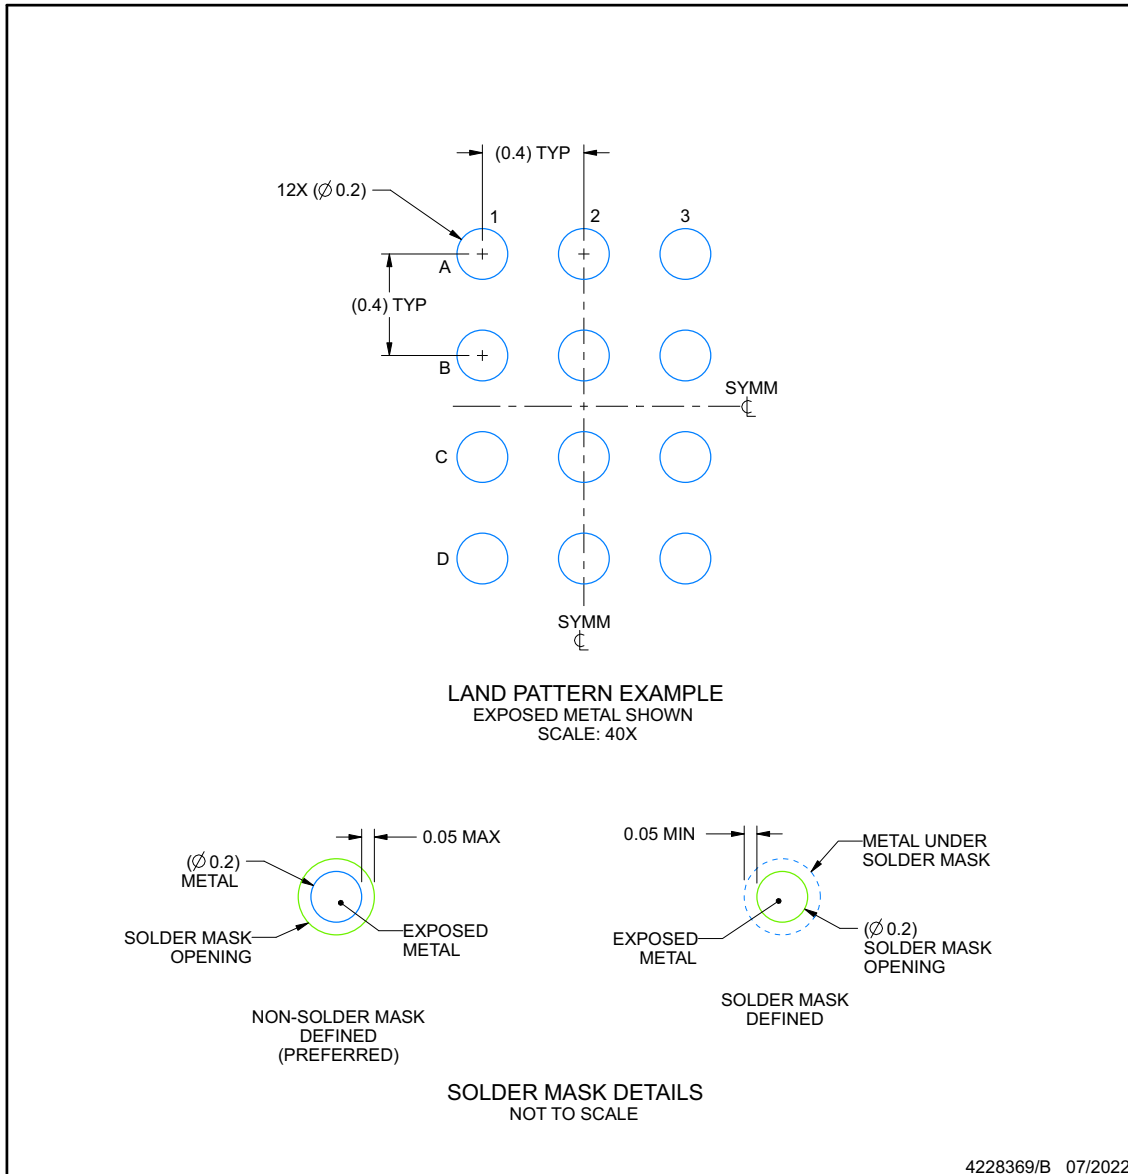 (0.4) TYP
12X (∅ 0.2)
1
2
3
A
(0.4) TYP
B
SYMM
℄
C
D
SYMM
℄
LAND PATTERN EXAMPLE
EXPOSED METAL SHOWN
SCALE: 40X
0.05 MAX
(∅ 0.2)
METAL
SOLDER MASK
OPENING
EXPOSED
METAL
NON-SOLDER MASK
DEFINED
(PREFERRED)
0.05 MIN
METAL UNDER
SOLDER MASK
EXPOSED
METAL
(∅ 0.2)
SOLDER MASK
OPENING
SOLDER MASK
DEFINED
SOLDER MASK DETAILS
NOT TO SCALE
4228369/B 07/2022